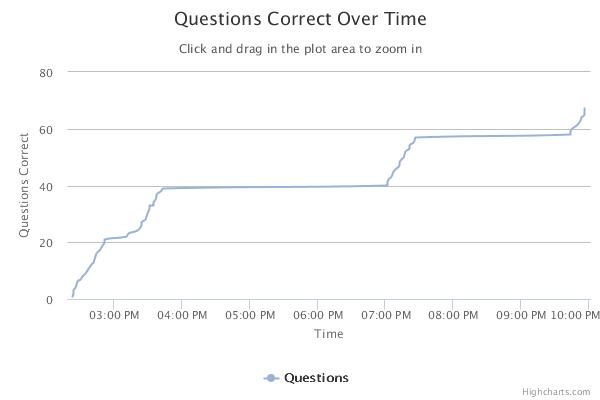 Questions Correct Over Time
Click and drag in the plot area to zoom in
Questions Correct
80
60
40
20
0
03:00 PM 04:00 PM 05:00 PM 06:00 PM 07:00 PM 08:00 PM 09:00 PM 10:00 PM
Time
Questions
Highcharts.com